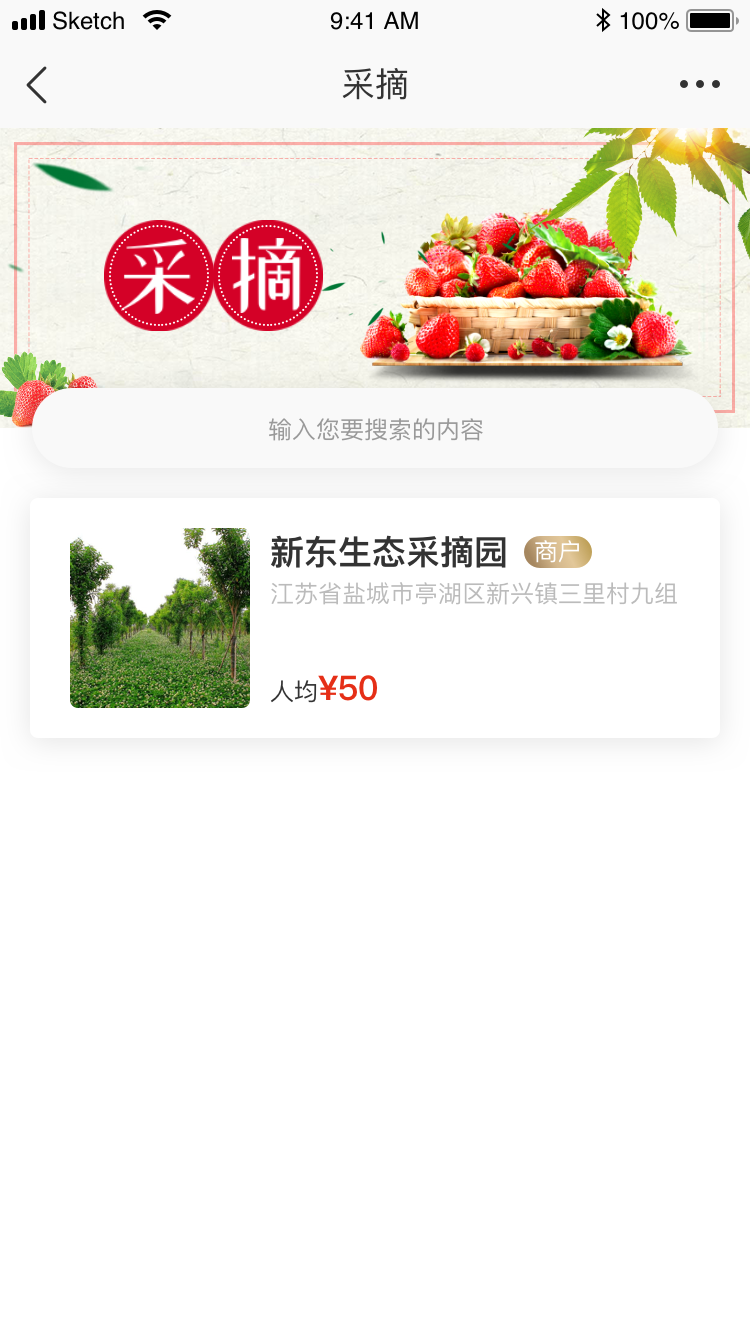 Sketch 9:41 AM 100%
采摘
采摘
输入您要搜索的内容
新东生态采摘园 商户
江苏省盐城市亭湖区新兴镇三里村九组
人均¥50